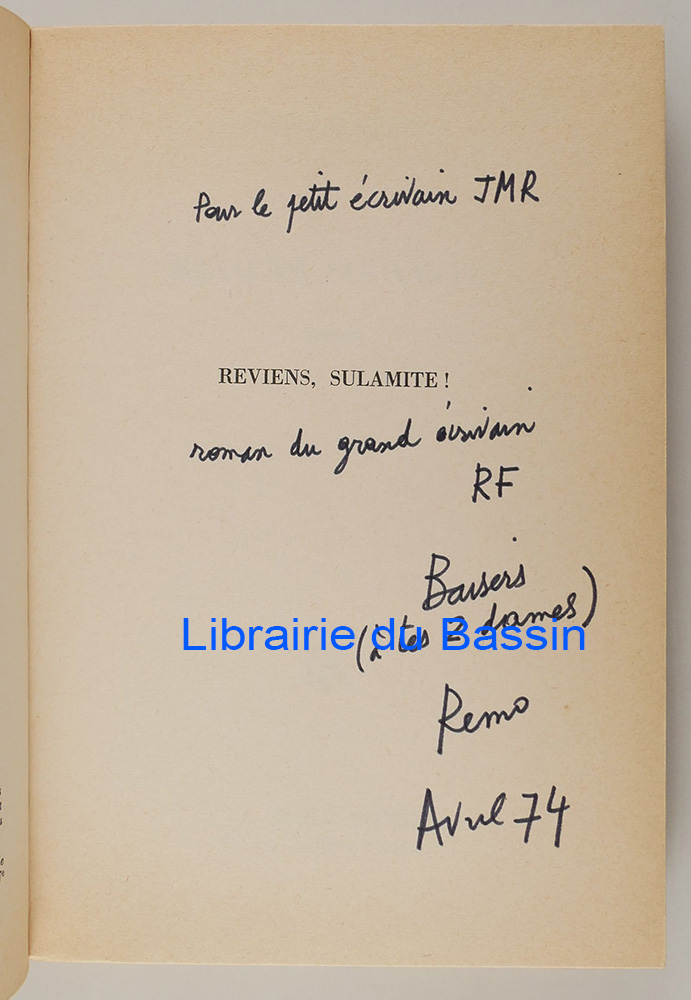 Pour le petit écrivain JMR
REVIENS, SULAMITE !
roman du grand écrivain
RF
Baisers
(à tes 2 dames)
Librairie du Bassin
Remo
Avril 74